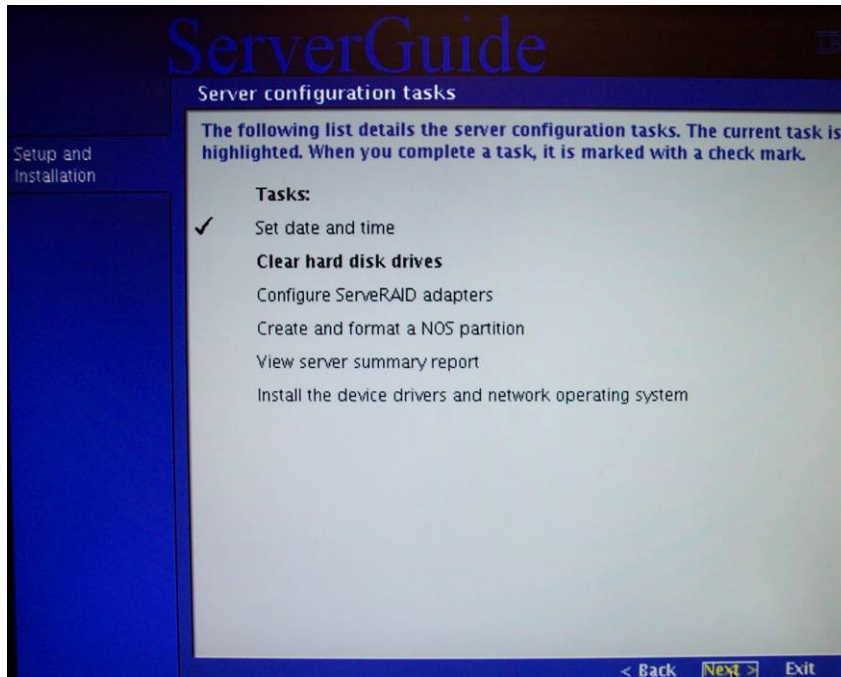 ServerGuide
Server configuration tasks
The following list details the server configuration tasks. The current task is
highlighted. When you complete a task, it is marked with a check mark.
Setup and
Installation
Tasks:
✓ Set date and time
Clear hard disk drives
Configure ServeRAID adapters
Create and format a NOS partition
View server summary report
Install the device drivers and network operating system
< Back Next > Exit